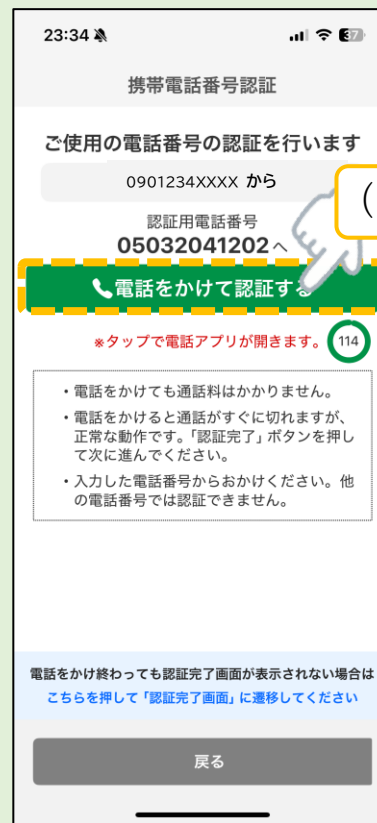 23:34
37
携帯電話番号認証
ご使用の電話番号の認証を行います
0901234XXXX から
認証用電話番号
05032041202へ
(
電話をかけて認証する
※タップで電話アプリが開きます。 114
・電話をかけても通話料はかかりません。
・電話をかけると通話がすぐに切れますが、
正常な動作です。「認証完了」ボタンを押し
て次に進んでください。
・入力した電話番号からおかけください。他
の電話番号では認証できません。
電話をかけ終わっても認証完了画面が表示されない場合は
こちらを押して「認証完了画面」に遷移してください
戻る